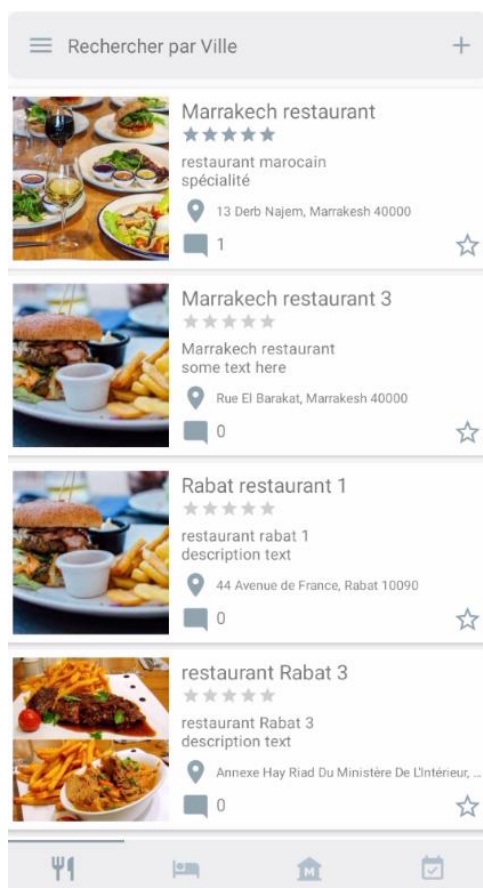 Rechercher par Ville
Marrakech restaurant
restaurant marocain
spécialité
13 Derb Najem, Marrakesh 40000
1
Marrakech restaurant 3
Marrakech restaurant
some text here
Rue El Barakat, Marrakesh 40000
0
Rabat restaurant 1
restaurant rabat 1
description text
44 Avenue de France, Rabat 10090
0
restaurant Rabat 3
restaurant Rabat 3
description text
Annexe Hay Riad Du Ministère De L'Intérieur, ...
0
M